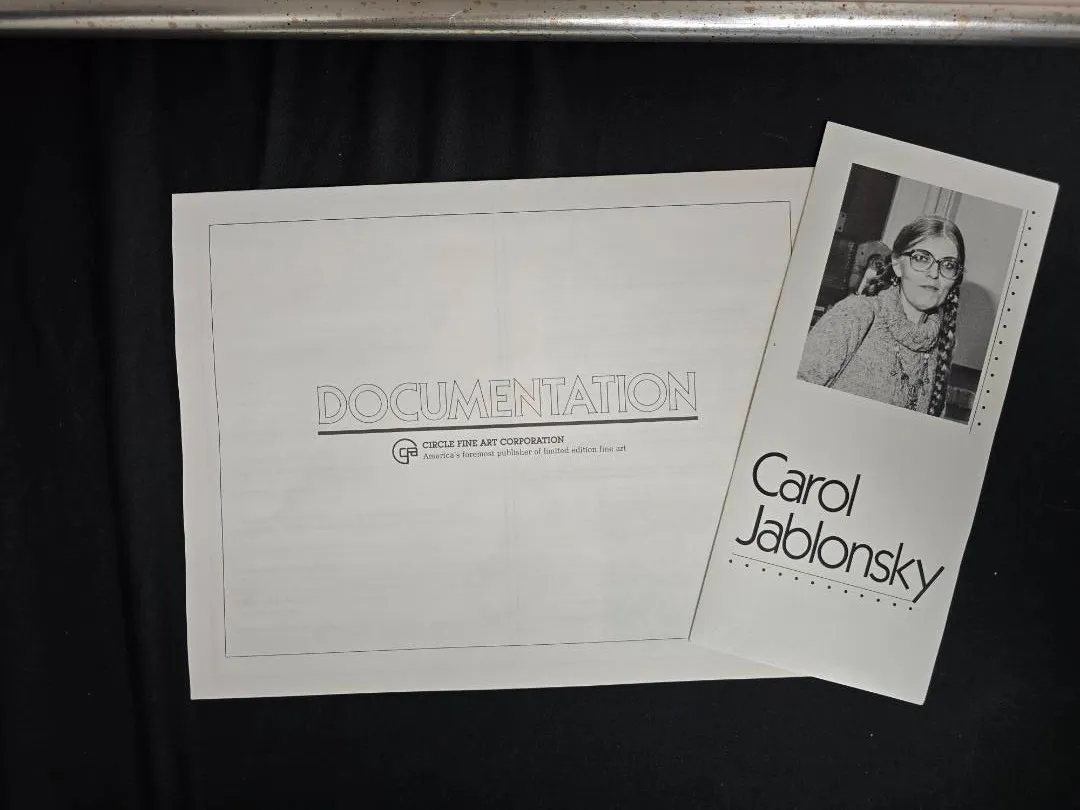 DOCUMENTATION
CIRCLE FINE ART CORPORATION
America's foremost publisher of limited edition fine art
Carol
Jablonsky